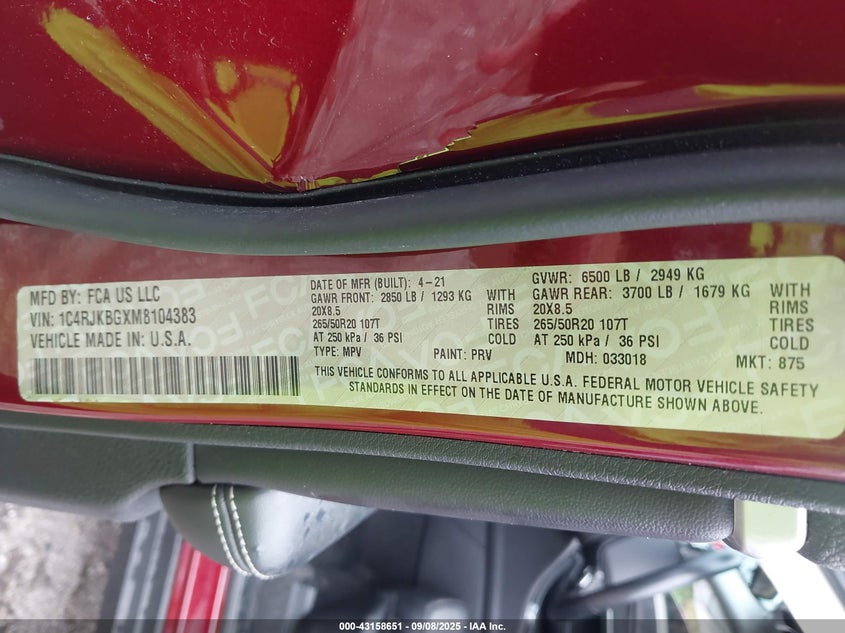 MFD BY: FCA US LLC
VIN: 1C4RJKBGXM8104383
VEHICLE MADE IN: U.S.A.
DATE OF MFR (BUILT): 4-21 GVWR: 6500 LB / 2949 KG
GAWR FRONT: 2850 LB / 1293 KG WITH GAWR REAR: 3700 LB / 1679 KG WITH
20X8.5 RIMS 20X8.5 RIMS
265/50R20 107T TIRES 265/50R20 107T TIRES
AT 250 kPa / 36 PSI COLD AT 250 kPa / 36 PSI COLD
TYPE: MPV PAINT: PRV MDH: 033018 MKT: 875
THIS VEHICLE CONFORMS TO ALL APPLICABLE U.S.A. FEDERAL MOTOR VEHICLE SAFETY
STANDARDS IN EFFECT ON THE DATE OF MANUFACTURE SHOWN ABOVE.
000-43158651 - 09/08/2025 - IAA Inc.